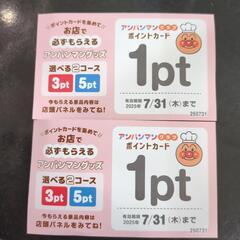 ポイントカードを集めて
お店で
必ずもらえる
アンパンマングッズ
選べる2コース
3pt 5pt
今もらえる景品内容は
店頭パネルをみてね!
アンパンマンクラブ
ポイントカード
1pt
有効期限
2025年 7/31(木)まで
250731
ポイントカードを集めて
お店で
必ずもらえる
アンパンマングッズ
選べる2コース
3pt 5pt
今もらえる景品内容は
店頭パネルをみてね!
アンパンマンクラブ
ポイントカード
1pt
有効期限
2025年 7/31(木)まで
250731